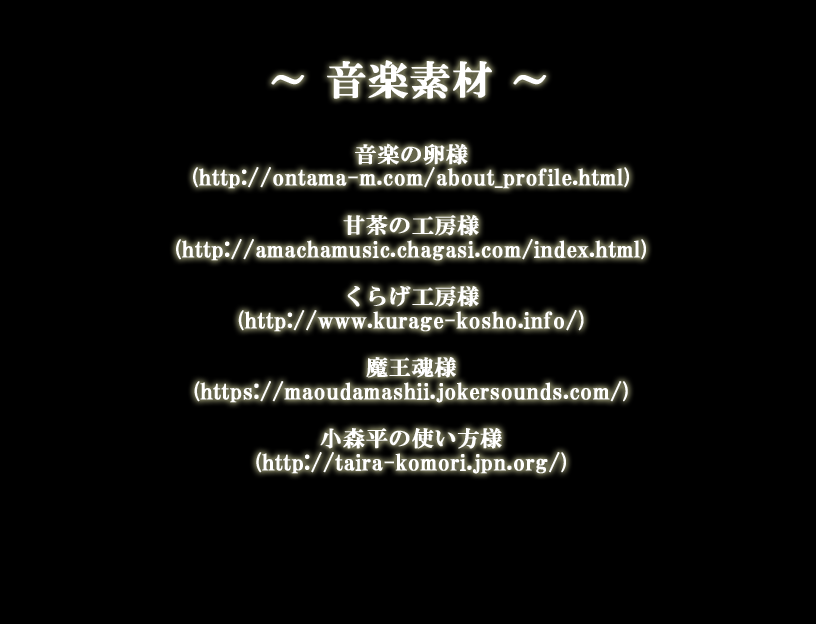 ～ 音楽素材 ～
音楽の卵様
(http://ontama-m.com/about_profile.html)
甘茶の工房様
(http://amachamusic.chagasi.com/index.html)
くらげ工房様
(http://www.kurage-kosho.info/)
魔王魂様
(https://maoudamashii.jokersounds.com/)
小森平の使い方様
(http://taira-komori.jpn.org/)